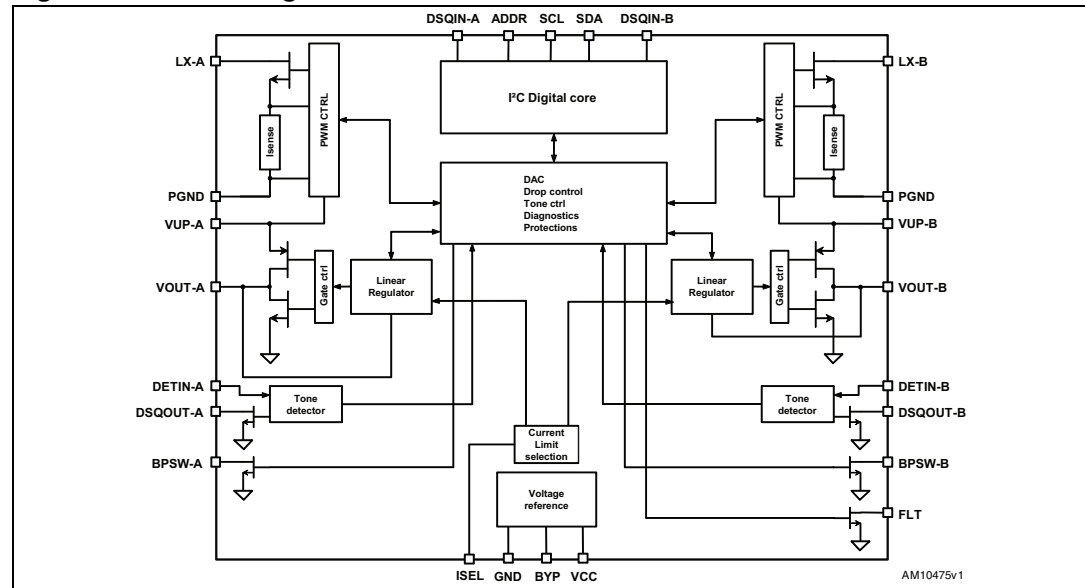 DSQIN-A ADDR SCL SDA DSQIN-B
LX-A
LX-B
I²C Digital core
PWM CTRL
PWM CTRL
Isense
Isense
DAC
Drop control
Tone ctrl
Diagnostics
Protections
PGND
PGND
VUP-A
VUP-B
Gate ctrl
Linear
Regulator
Linear
Regulator
Gate ctrl
VOUT-A
VOUT-B
DETIN-A
DETIN-B
Tone
detector
Tone
detector
DSQOUT-A
DSQOUT-B
Current
Limit
selection
BPSW-A
BPSW-B
Voltage
reference
FLT
ISEL GND BYP VCC
AM10475v1